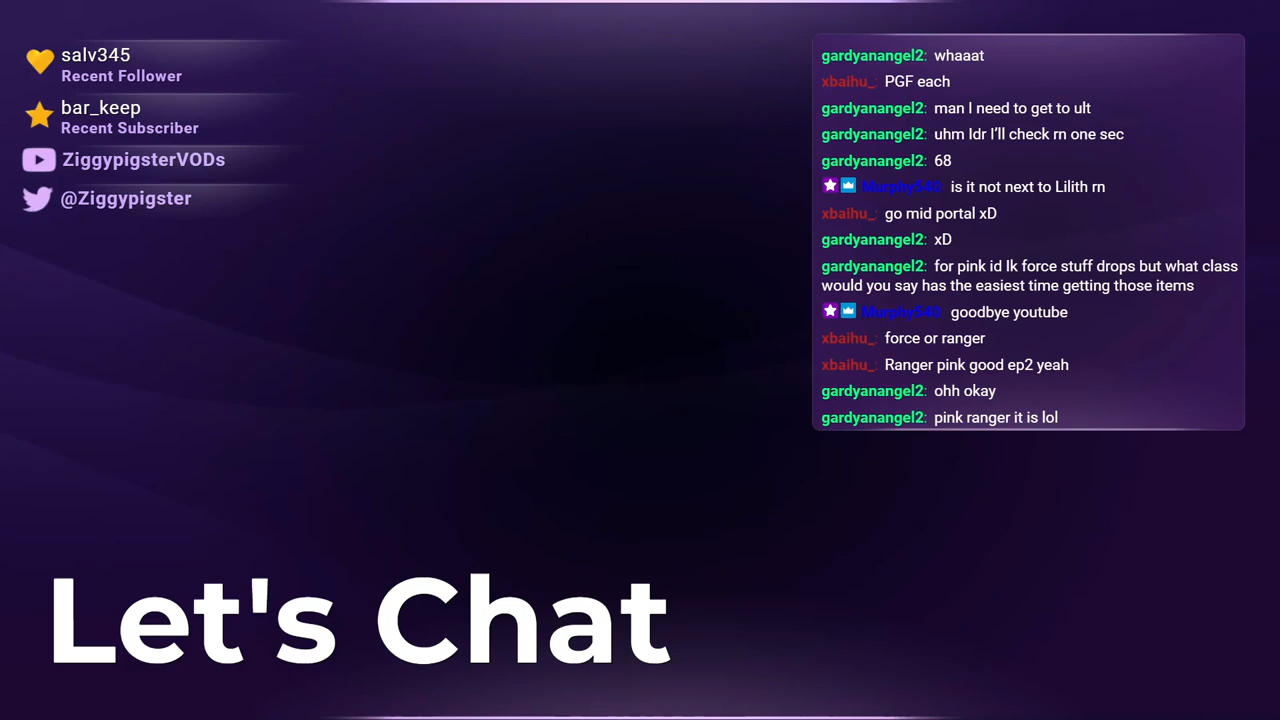 salv345
Recent Follower
bar_keep
Recent Subscriber
ZiggypigsterVODs
@Ziggypigster
gardyanangel2: whaaat
xbaihu_: PGF each
gardyanangel2: man I need to get to ult
gardyanangel2: uhm Idr I’ll check rn one sec
gardyanangel2: 68
Murphy540 is it not next to Lilith rn
xbaihu_: go mid portal xD
gardyanangel2: xD
gardyanangel2: for pink id lk force stuff drops but what class
would you say has the easiest time getting those items
Murphy540 goodbye youtube
xbaihu_: force or ranger
xbaihu_: Ranger pink good ep2 yeah
gardyanangel2: ohh okay
gardyanangel2: pink ranger it is lol
Let's Chat